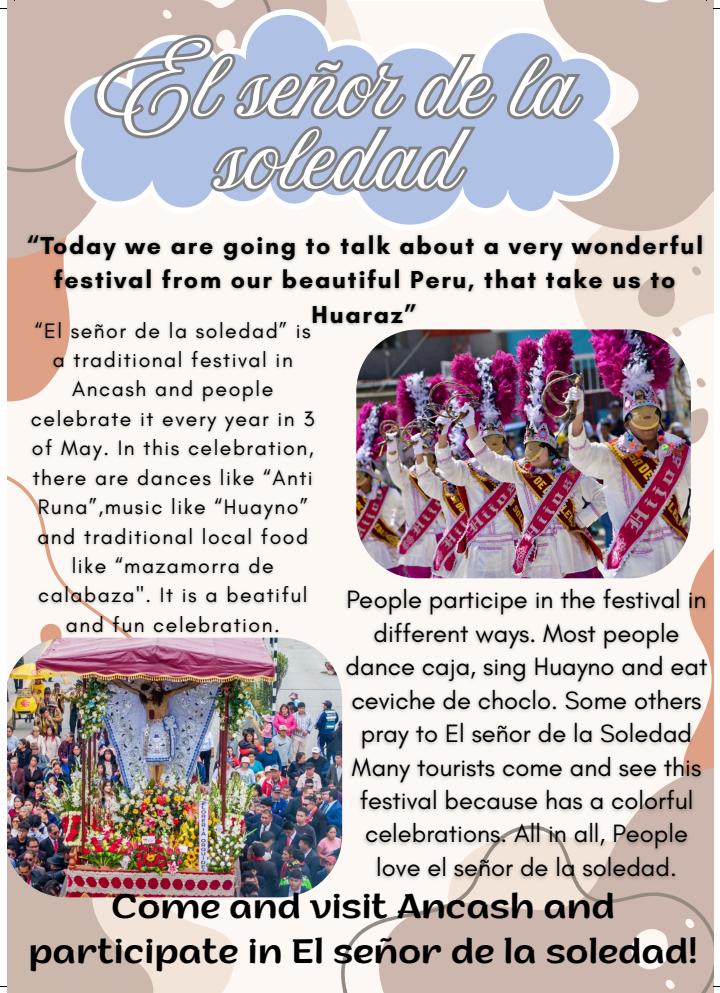 El señor de la
soledad
“Today we are going to talk about a very wonderful
festival from our beautiful Peru, that take us to
Huaraz”
“El señor de la soledad” is
a traditional festival in
Ancash and people
celebrate it every year in 3
of May. In this celebration,
there are dances like “Anti
Runa”,music like “Huayno”
and traditional local food
like “mazamorra de
calabaza". It is a beatiful
and fun celebration.
Hijos
Hijos
Hijos
Hijos
People participe in the festival in
different ways. Most people
dance caja, sing Huayno and eat
ceviche de choclo. Some others
pray to El señor de la Soledad
Many tourists come and see this
festival because has a colorful
celebrations. All in all, People
love el señor de la soledad.
Come and visit Ancash and
participate in El señor de la soledad!